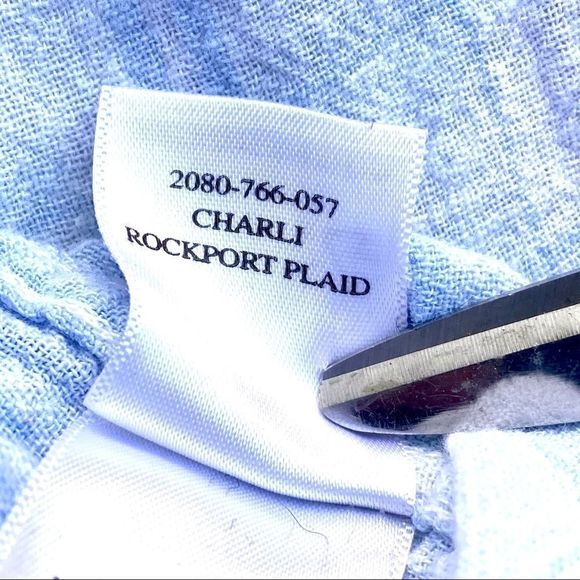 2080-766-057
CHARLI
ROCKPORT PLAID